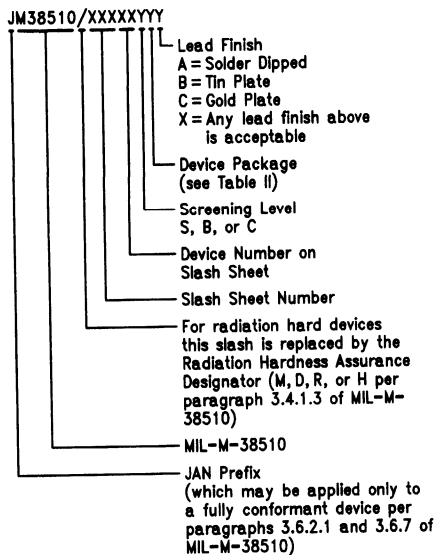 JM38510/XXXXXYYY
Lead Finish
A = Solder Dipped
B = Tin Plate
C = Gold Plate
X = Any lead finish above
is acceptable
Device Package
(see Table II)
Screening Level
S, B, or C
Device Number on
Slash Sheet
Slash Sheet Number
For radiation hard devices
this slash is replaced by the
Radiation Hardness Assurance
Designator (M, D, R, or H per
paragraph 3.4.1.3 of MIL-M-
38510)
MIL-M-38510
JAN Prefix
(which may be applied only to
a fully conformant device per
paragraphs 3.6.2.1 and 3.6.7 of
MIL-M-38510)